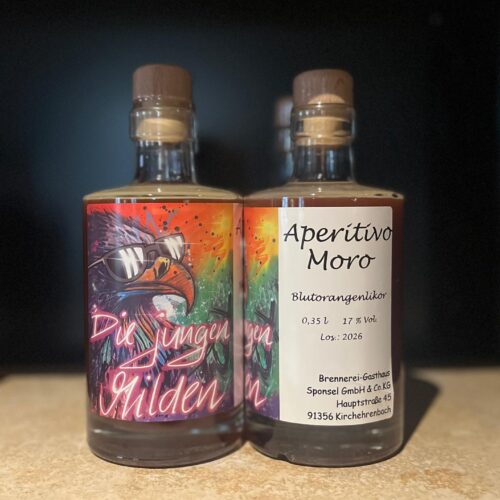 Die jungen
Milden
Aperitivo
Moro
Blutorangenlikör
0,35 l 17 % Vol.
Los.: 2026
Brennerei-Gasthaus
Sponsel GmbH & Co.KG
Hauptstraße 45
91356 Kirchehrenbach